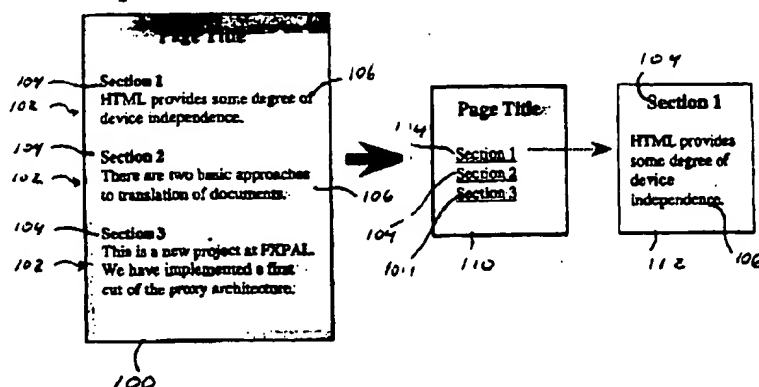 Page Title
104
106
Section 1
102
HTML provides some degree of
device independence.
104
Section 2
102
There are two basic approaches
to translation of documents.
106
104
Section 3
This is a new project at FXPAL.
102
We have implemented a first
cut of the proxy architecture.
100
Page Title
Section 1
Section 2
Section 3
104
110
104
Section 1
HTML provides
some degree of
device
independence.
112
106